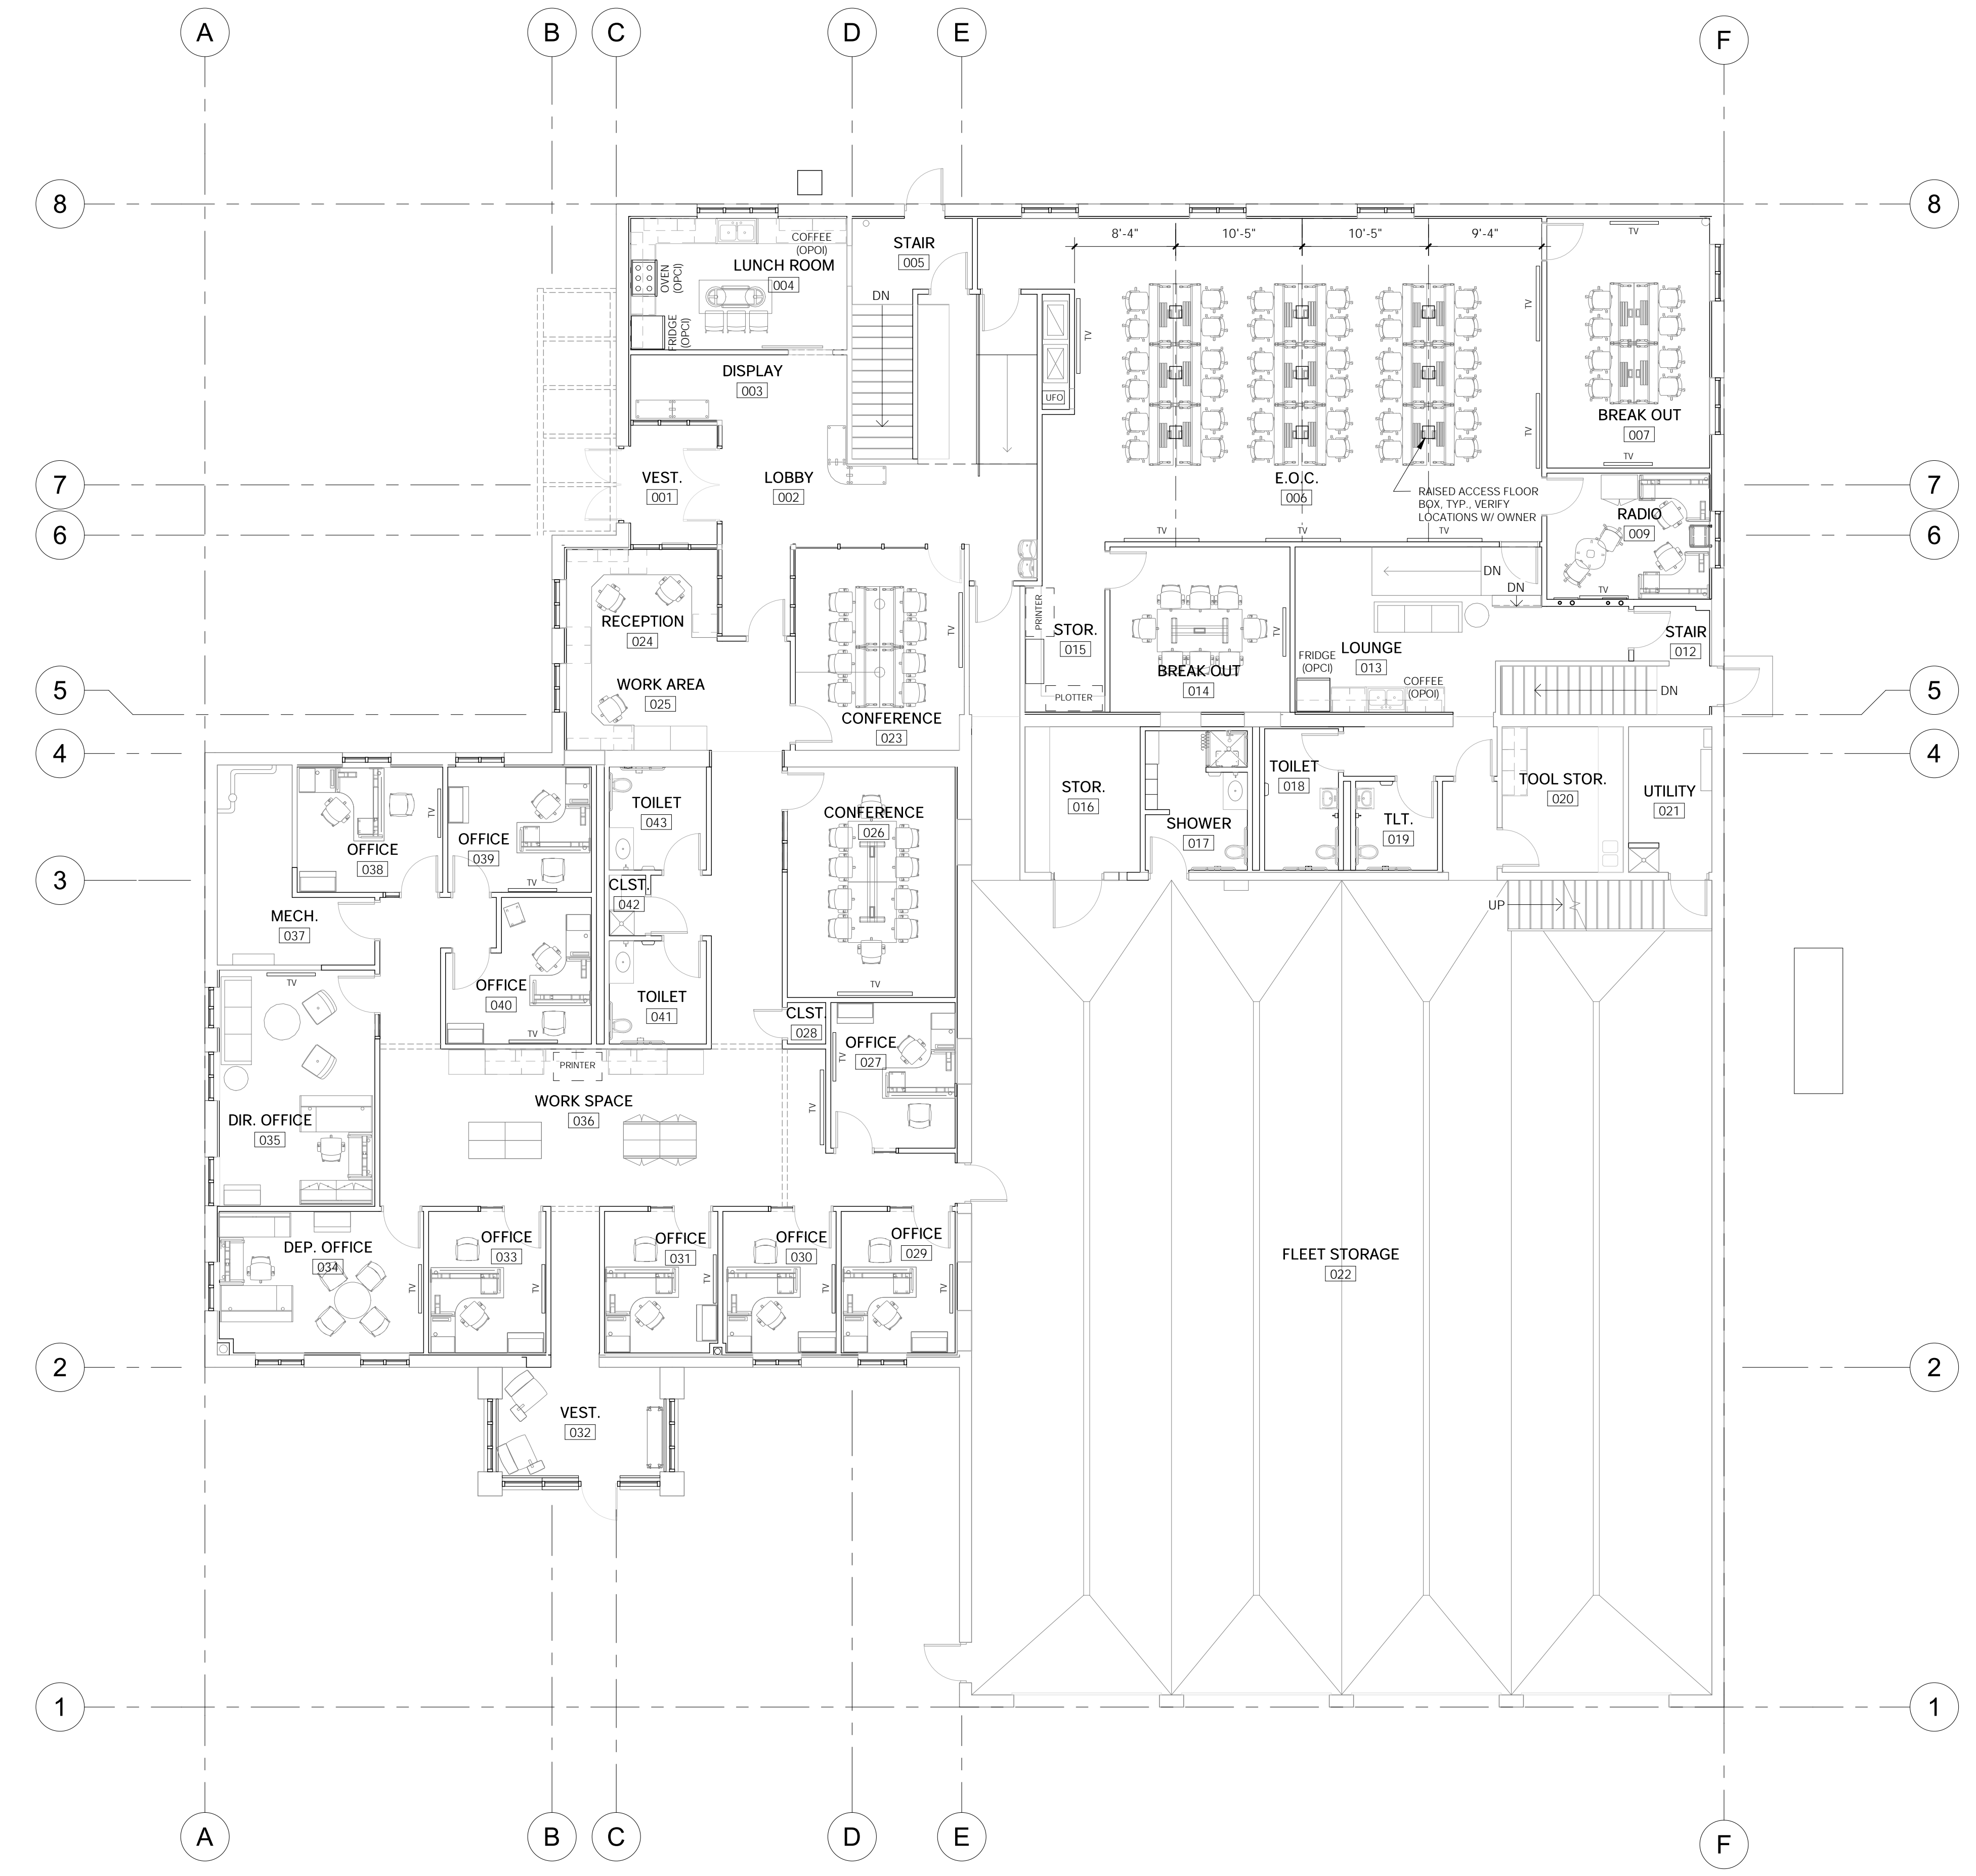 A
B
C
D
E
F
8
8
COFFEE
(OPOI)
LUNCH ROOM
004
OVEN
(OPCI)
FRIDGE
(OPCI)
STAIR
005
DN
8'-4"
10'-5"
10'-5"
9'-4"
TV
TV
TV
TV
UFO
BREAK OUT
007
TV
DISPLAY
003
7
VEST.
001
LOBBY
002
E.O.C.
006
RAISED ACCESS FLOOR
BOX, TYP., VERIFY
LOCATIONS W/ OWNER
7
6
TV
TV
TV
RADIO
009
TV
6
RECEPTION
024
TV
PRINTER
STOR.
015
PLOTTER
TV
BREAK OUT
014
DN
DN
LOUNGE
013
FRIDGE
(OPCI)
COFFEE
(OPOI)
STAIR
012
DN
5
WORK AREA
025
CONFERENCE
023
5
4
4
OFFICE
038
TV
OFFICE
039
TV
TOILET
043
CONFERENCE
026
TV
STOR.
016
SHOWER
017
TOILET
018
TLT.
019
TOOL STOR.
020
UTILITY
021
3
CLST.
042
MECH.
037
UP
TV
OFFICE
040
TV
TOILET
041
CLST.
028
OFFICE
027
TV
TV
PRINTER
WORK SPACE
036
DIR. OFFICE
035
DEP. OFFICE
034
TV
OFFICE
033
TV
OFFICE
031
TV
OFFICE
030
TV
OFFICE
029
FLEET STORAGE
022
2
2
VEST.
032
1
1
A
B
C
D
E
F